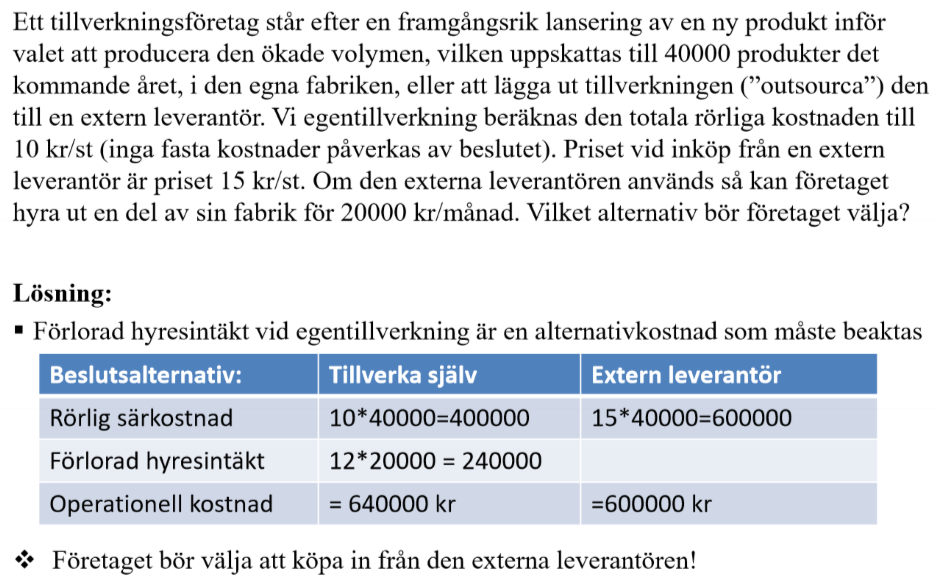 Ett tillverkningsföretag står efter en framgångsrik lansering av en ny produkt inför
valet att producera den ökade volymen, vilken uppskattas till 40000 produkter det
kommande året, i den egna fabriken, eller att lägga ut tillverkningen (”outsourca”) den
till en extern leverantör. Vi egentillverkning beräknas den totala rörliga kostnaden till
10 kr/st (inga fasta kostnader påverkas av beslutet). Priset vid inköp från en extern
leverantör är priset 15 kr/st. Om den externa leverantören används så kan företaget
hyra ut en del av sin fabrik för 20000 kr/månad. Vilket alternativ bör företaget välja?
Lösning:
▪ Förlorad hyresintäkt vid egentillverkning är en alternativkostnad som måste beaktas
Beslutsalternativ: Tillverka själv Extern leverantör
Rörlig särkostnad 10*40000=400000 15*40000=600000
Förlorad hyresintäkt 12*20000 = 240000
Operationell kostnad = 640000 kr =600000 kr
❖ Företaget bör välja att köpa in från den externa leverantören!